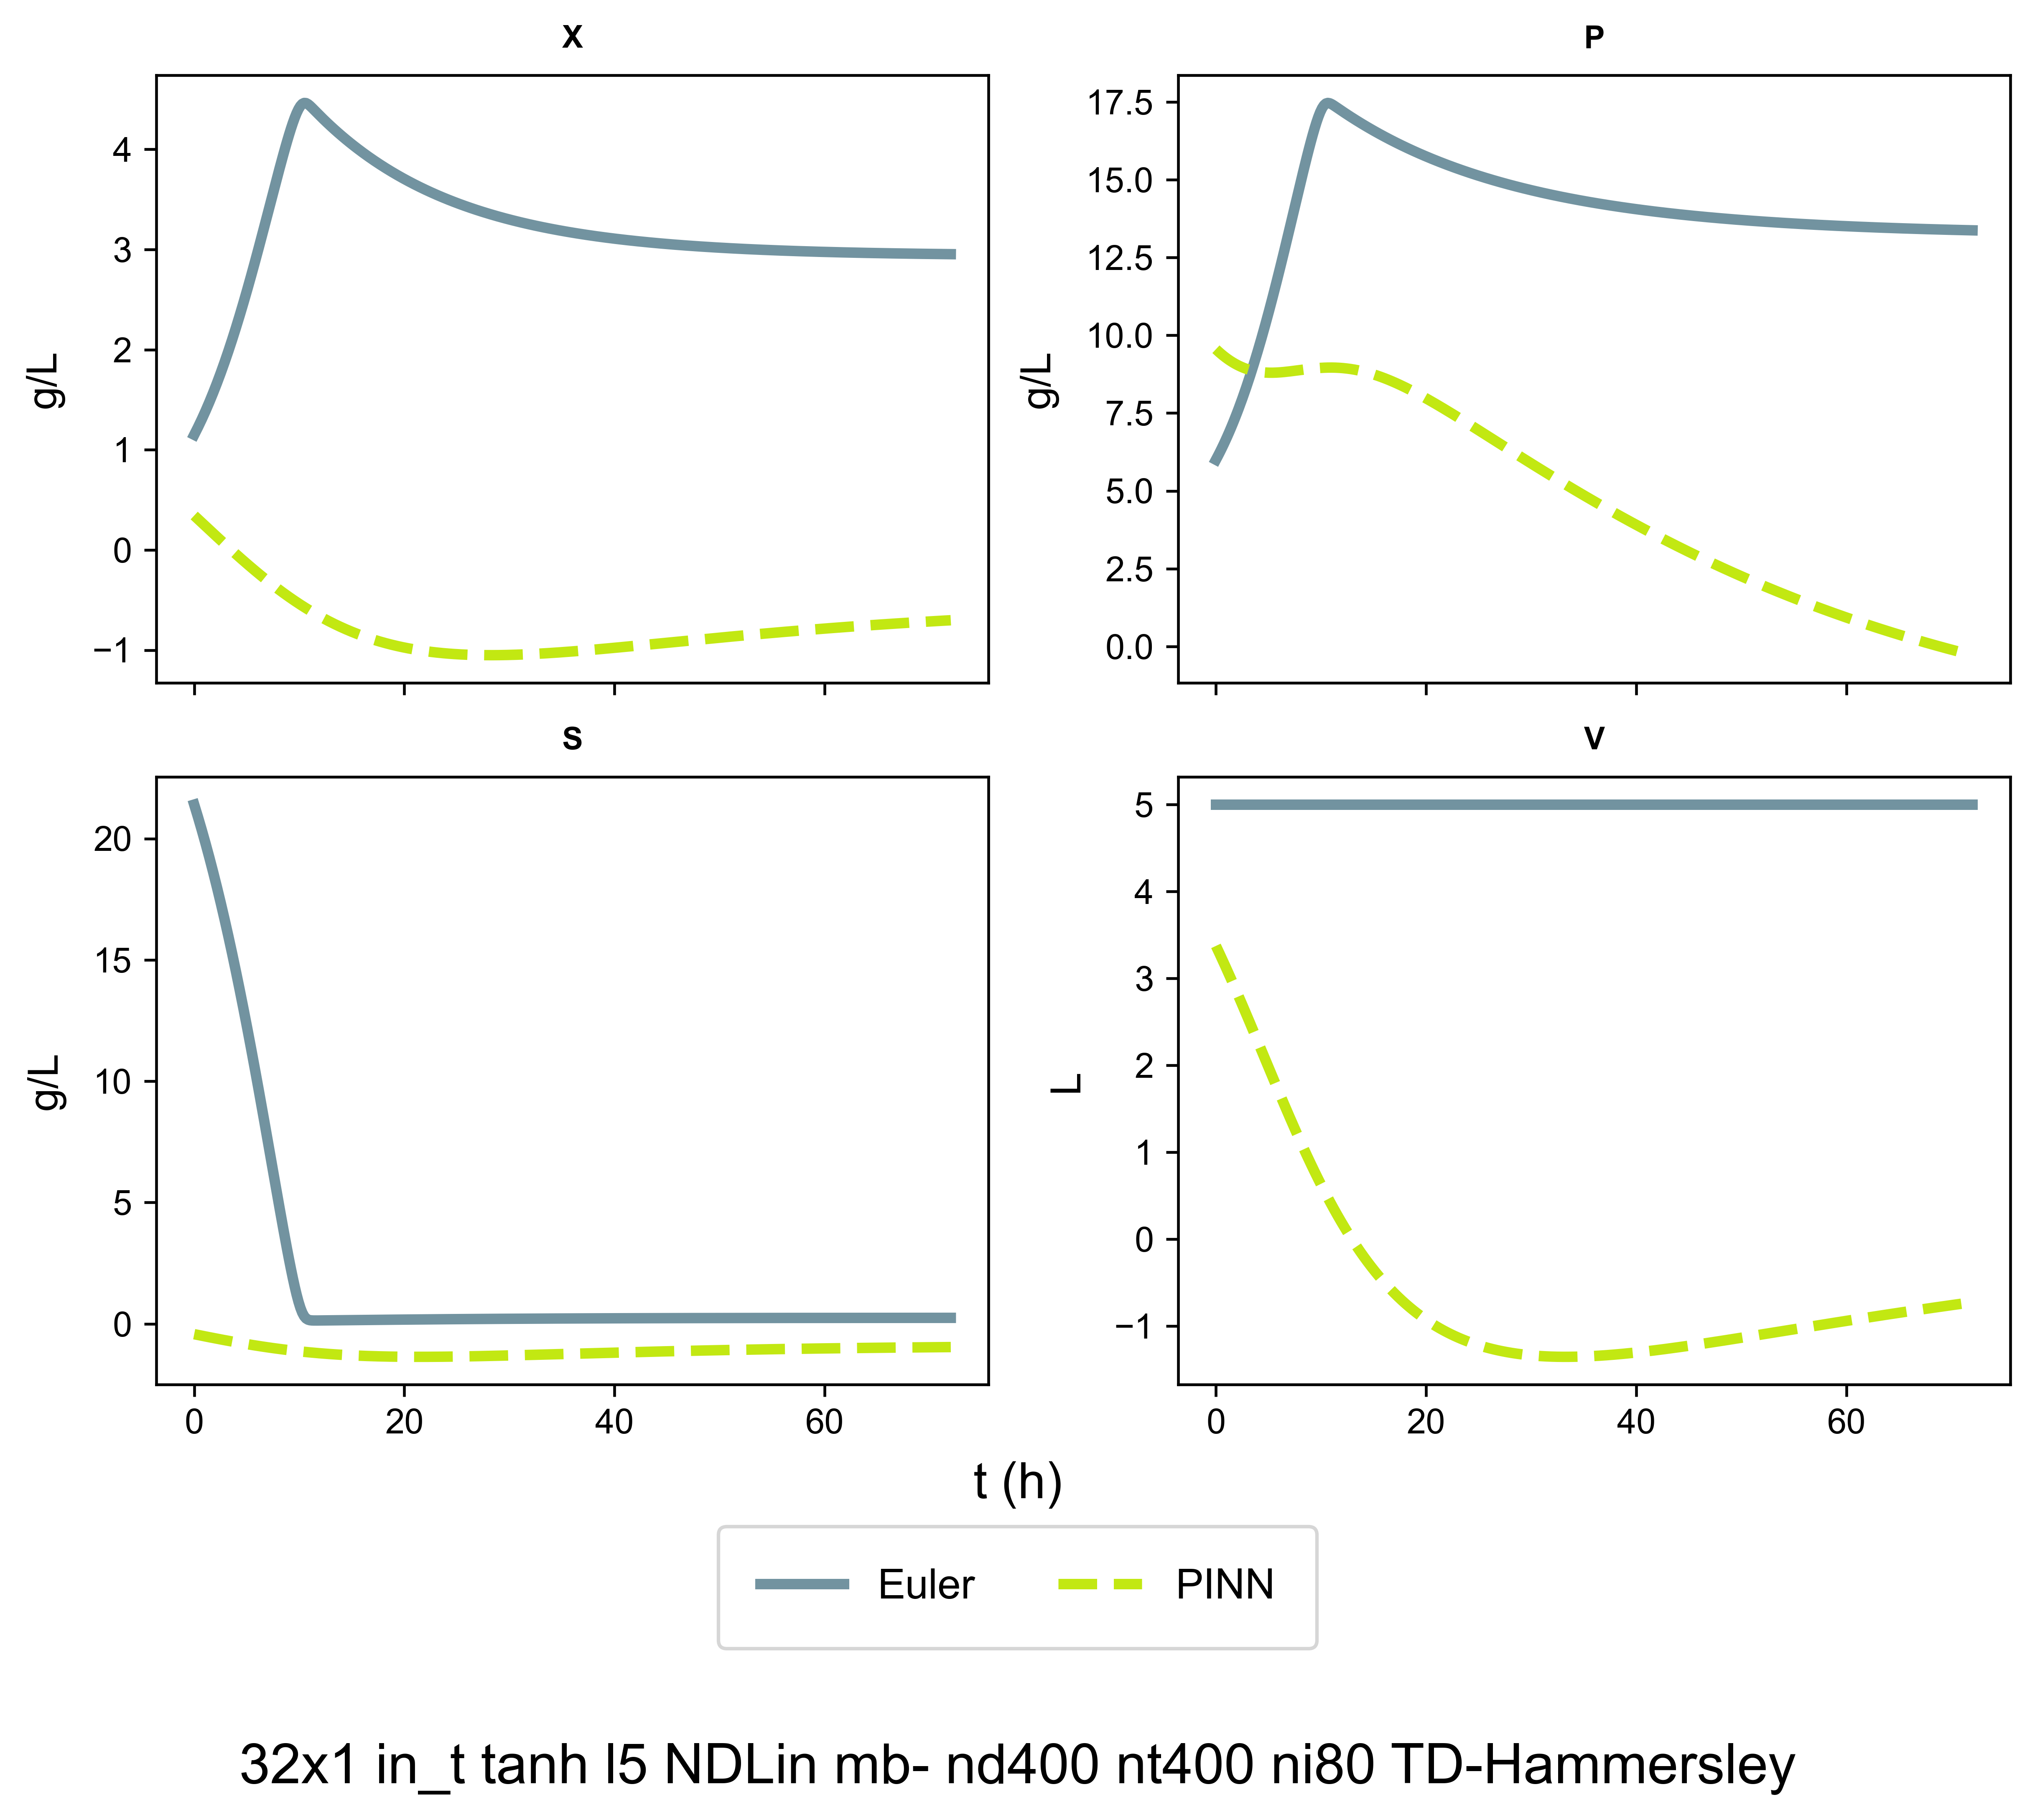 X
P
4
3
2
1
0
−1
g/L
17.5
15.0
12.5
10.0
7.5
5.0
2.5
0.0
g/L
S
V
20
15
10
5
0
g/L
0 20 40 60
5
4
3
2
1
0
−1
L
0 20 40 60
t (h)
Euler PINN
32x1 in_t tanh l5 NDLin mb- nd400 nt400 ni80 TD-Hammersley